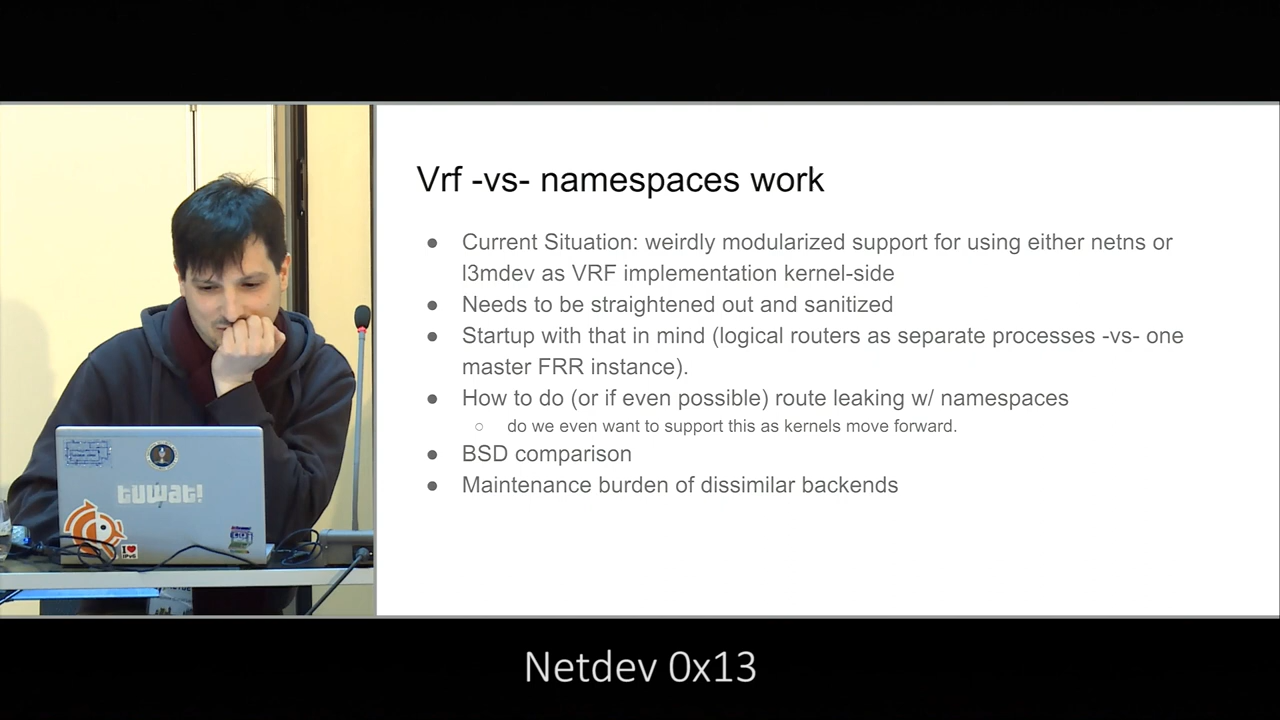 Vrf -vs- namespaces work
● Current Situation: weirdly modularized support for using either netns or
l3mdev as VRF implementation kernel-side
● Needs to be straightened out and sanitized
● Startup with that in mind (logical routers as separate processes -vs- one
master FRR instance).
● How to do (or if even possible) route leaking w/ namespaces
○ do we even want to support this as kernels move forward.
● BSD comparison
● Maintenance burden of dissimilar backends
tuwat!
I ♥
IPv6
Netdev 0x13